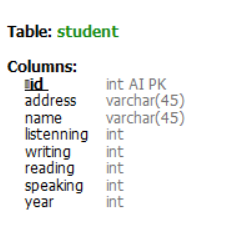 Table: student
Columns:
id int AI PK
address varchar(45)
name varchar(45)
listenning int
writing int
reading int
speaking int
year int